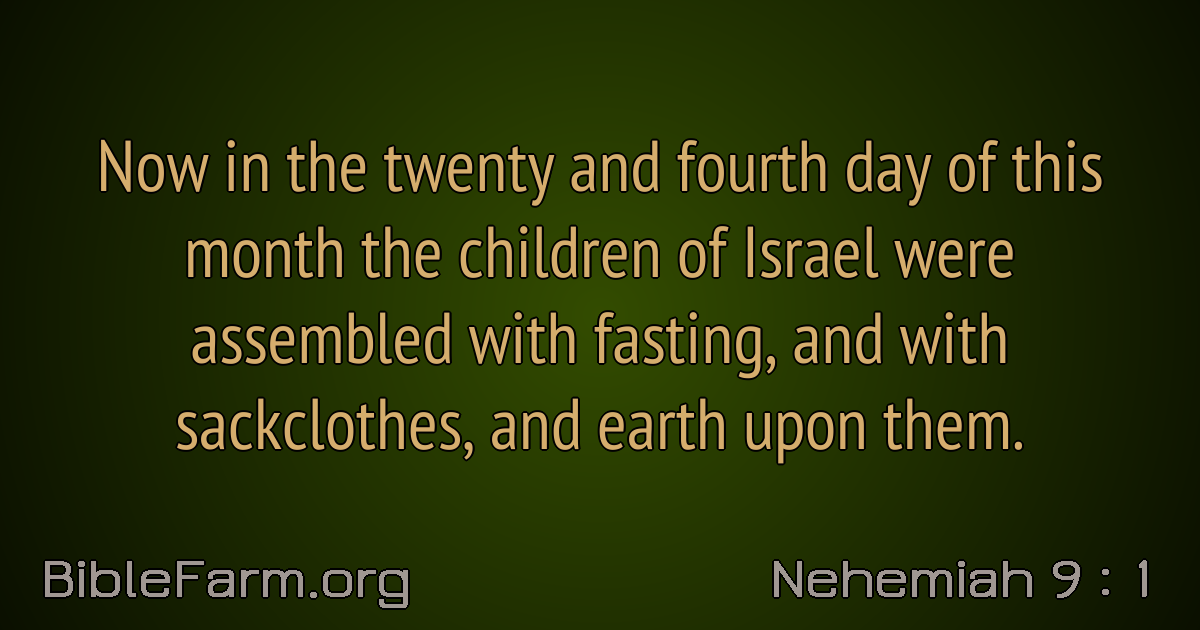 Now in the twenty and fourth day of this
month the children of Israel were
assembled with fasting, and with
sackclothes, and earth upon them.
BibleFarm.org
Nehemiah 9 : 1